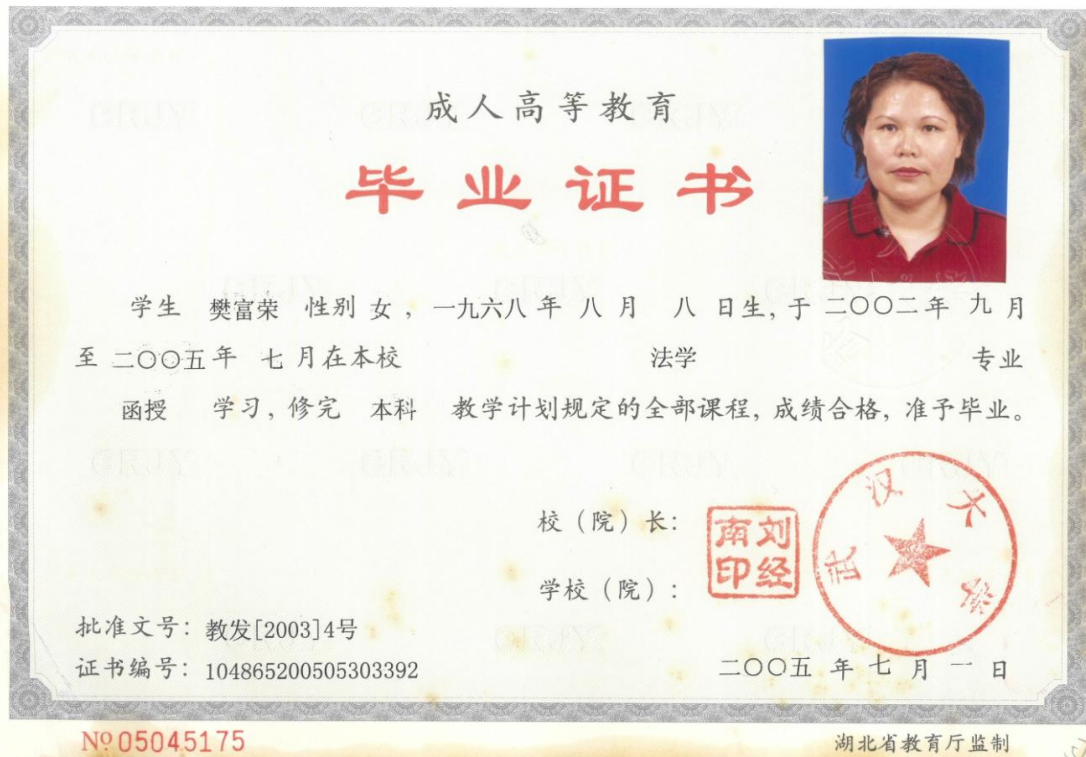 成人高等教育
毕业证书
学生 樊富荣 性别 女，一九六八 年 八 月 八 日生，于 二〇〇二年 九 月
至 二〇〇五年 七 月在本校 法学 专业
函授 学习，修完 本科 教学计划规定的全部课程，成绩合格，准予毕业。
校（院）长：
刘经南印
学校（院）：
武汉大学
批准文号：教发[2003]4号
证书编号：104865200505303392
二〇〇五 年 七 月 一 日
№ 05045175
湖北省教育厅监制